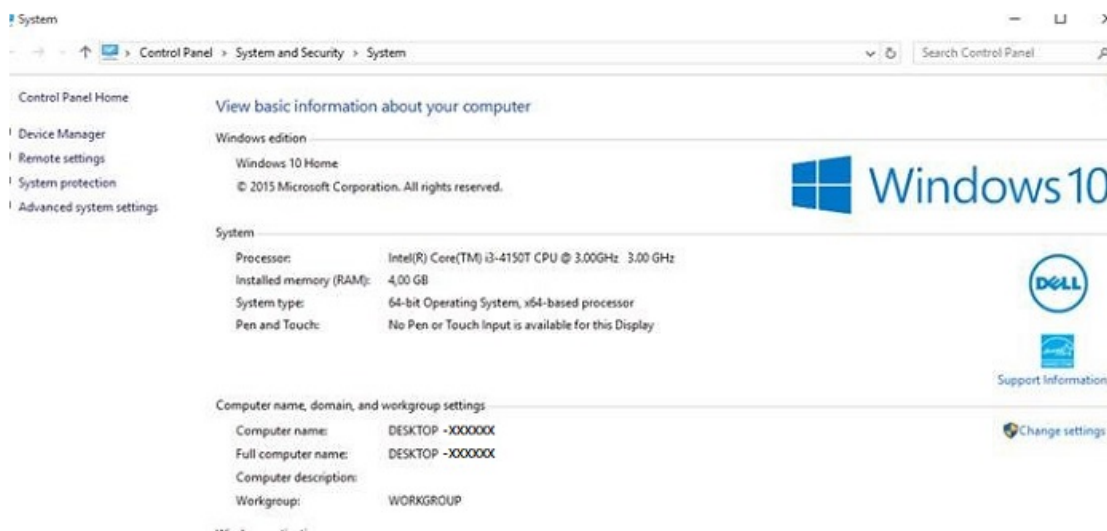 System
Control Panel > System and Security > System
Search Control Panel
Control Panel Home
Device Manager
Remote settings
System protection
Advanced system settings
View basic information about your computer
Windows edition
Windows 10 Home
© 2015 Microsoft Corporation. All rights reserved.
Windows 10
System
Processor: Intel(R) Core(TM) i3-4150T CPU @ 3.00GHz 3.00 GHz
Installed memory (RAM): 4,00 GB
System type: 64-bit Operating System, x64-based processor
Pen and Touch: No Pen or Touch Input is available for this Display
DELL
Support Information
Computer name, domain, and workgroup settings
Computer name: DESKTOP -XXXXXX
Full computer name: DESKTOP -XXXXXX
Computer description:
Workgroup: WORKGROUP
Change settings